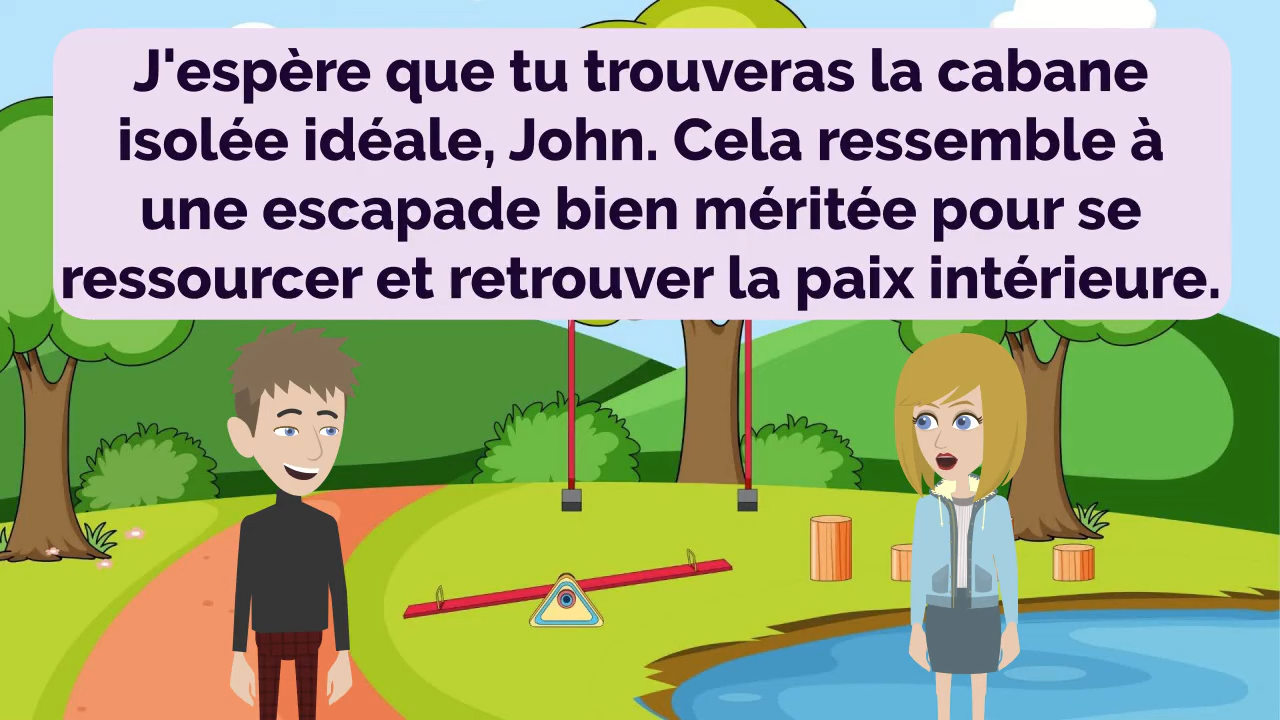 J'espère que tu trouveras la cabane
isolée idéale, John. Cela ressemble à
une escapade bien méritée pour se
ressourcer et retrouver la paix intérieure.